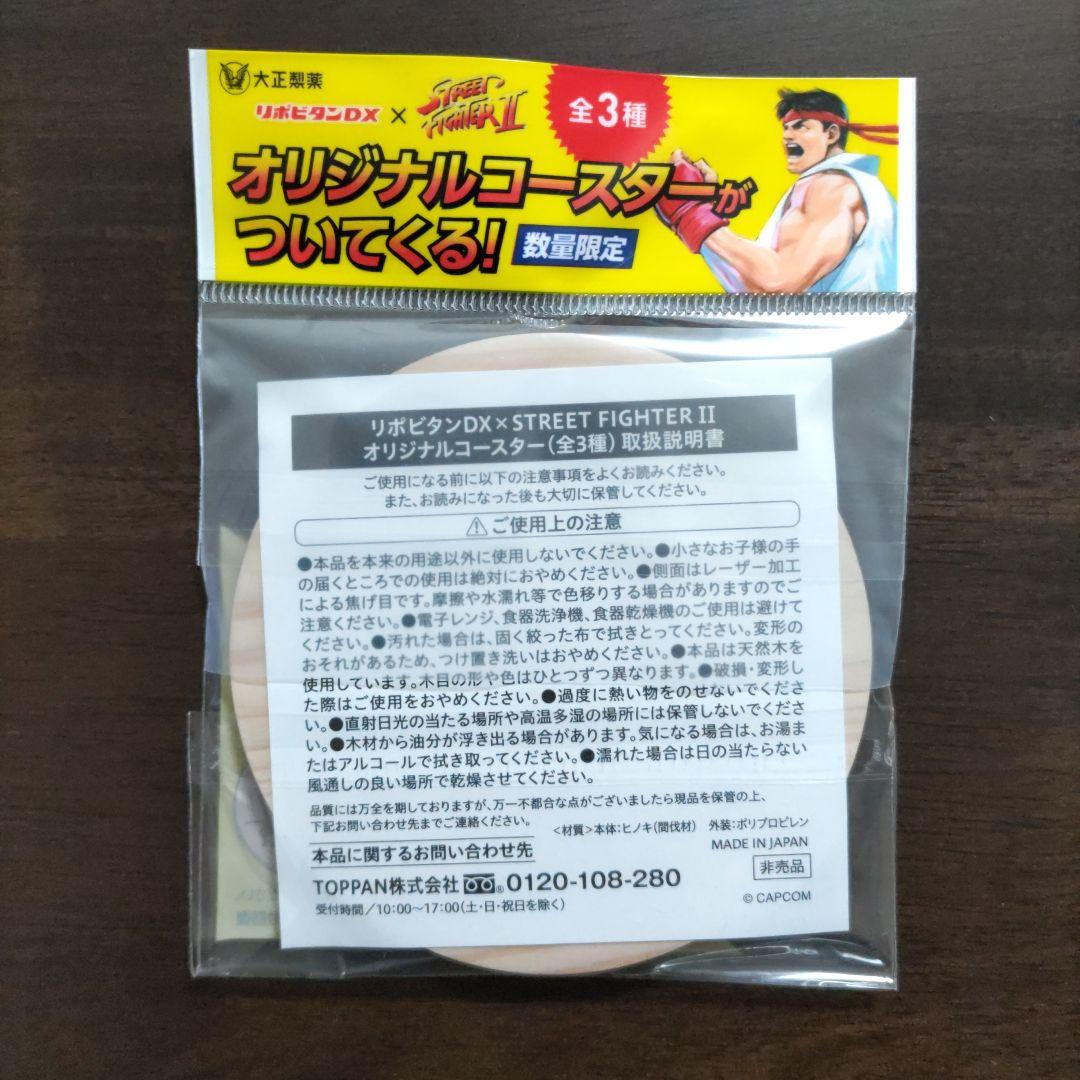 大正製薬
リポビタンDX × STREET FIGHTER II
全3種
オリジナルコースターが
ついてくる!
数量限定
リポビタンDX×STREET FIGHTER II
オリジナルコースター(全3種)取扱説明書
ご使用になる前に以下の注意事項をよくお読みください。
また、お読みになった後も大切に保管してください。
⚠ご使用上の注意
●本品を本来の用途以外に使用しないでください。●小さなお子様の手
の届くところでの使用は絶対におやめください。●側面はレーザー加工
による焦げ目です。摩擦や水濡れ等で色移りする場合がありますのでご
注意ください。●電子レンジ、食器洗浄機、食器乾燥機のご使用は避けて
ください。●汚れた場合は、固く絞った布で拭きとってください。変形の
おそれがあるため、つけ置き洗いはおやめください。●本品は天然木を
使用しています。木目の形や色はひとつずつ異なります。●破損・変形し
た際はご使用をおやめください。●過度に熱い物をのせないでくださ
い。●直射日光の当たる場所や高温多湿の場所には保管しないでくださ
い。●木材から油分が浮き出る場合があります。気になる場合は、お湯ま
たはアルコールで拭き取ってください。●濡れた場合は日の当たらない
風通しの良い場所で乾燥させてください。
品質には万全を期しておりますが、万一不都合な点がございましたら現品を保管の上、
下記お問い合わせ先までご連絡ください。
<材質>本体:ヒノキ(間伐材) 外装:ポリプロピレン
MADE IN JAPAN
本品に関するお問い合わせ先
非売品
TOPPAN株式会社 0120-108-280
受付時間/10:00〜17:00(土・日・祝日を除く)
© CAPCOM